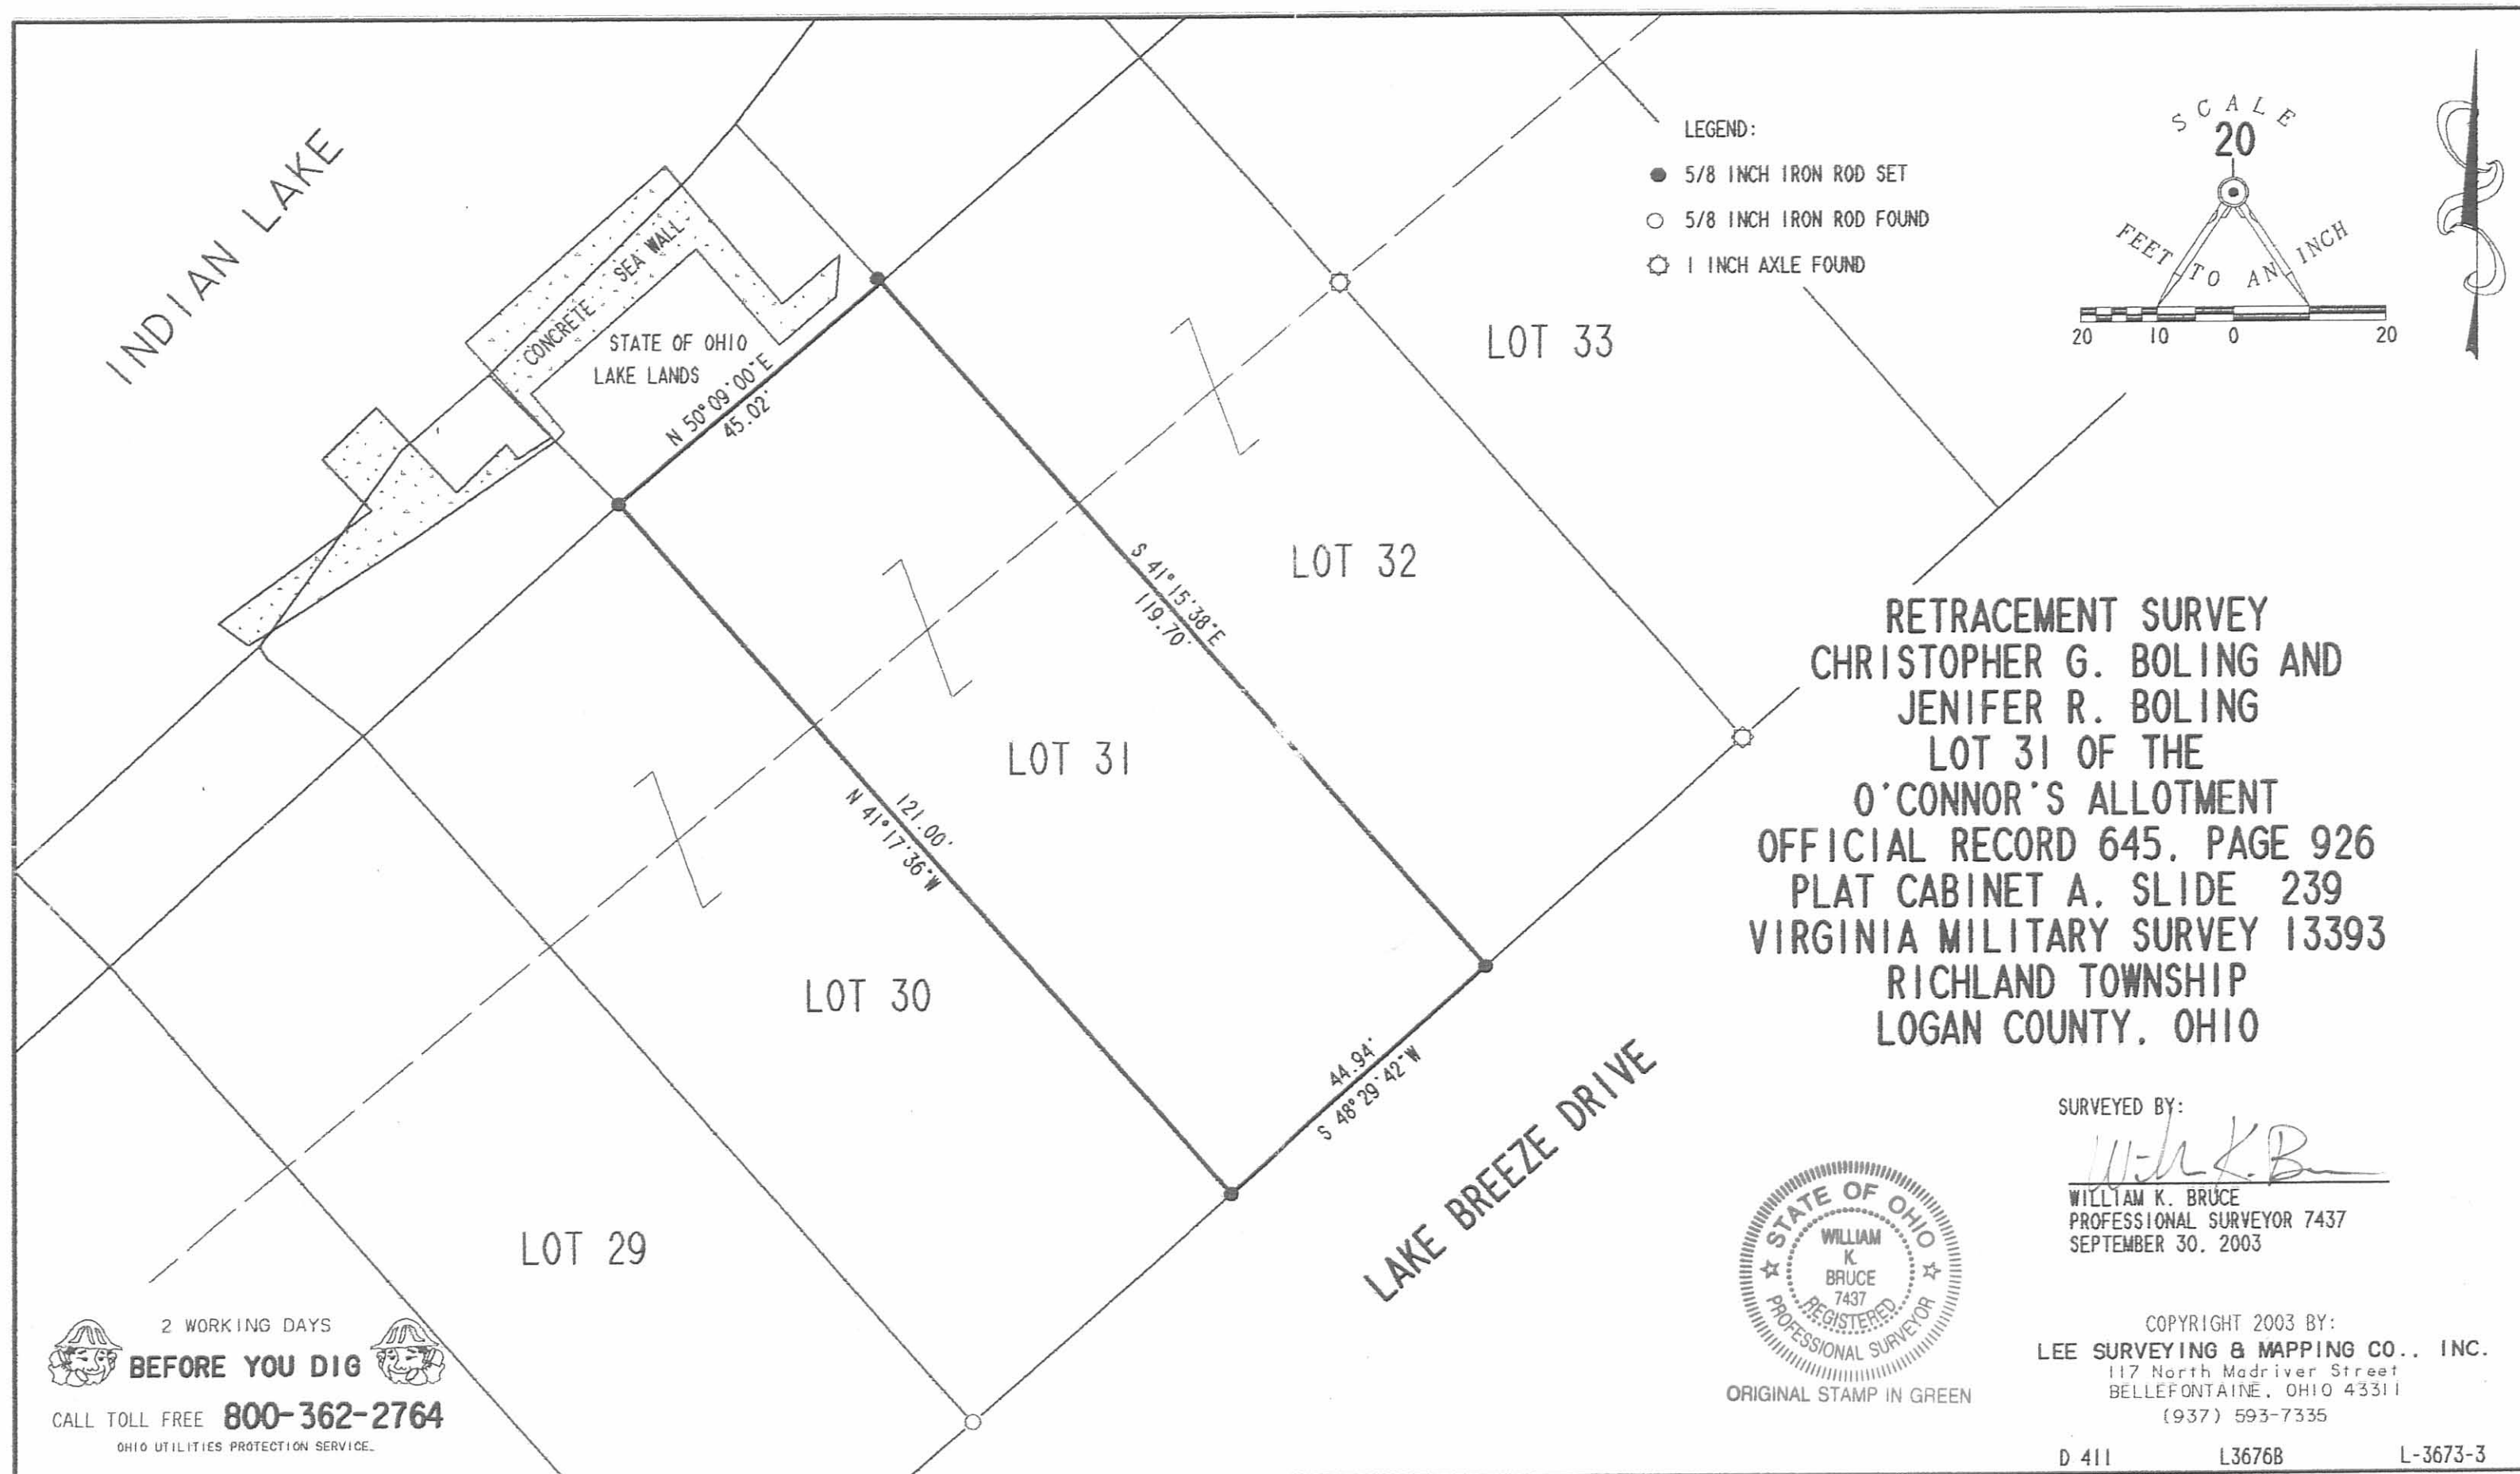 INDIAN LAKE
CONCRETE SEA WALL
STATE OF OHIO
LAKE LANDS
N 50°09'00"E
45.02'
LEGEND:
5/8 INCH IRON ROD SET
5/8 INCH IRON ROD FOUND
1 INCH AXLE FOUND
SCALE
20
FEET TO AN INCH
20 10 0 20
LOT 33
LOT 32
S 41°15'38"E
119.70'
LOT 31
121.00'
N 41°17'36"W
LOT 30
44.94'
S 48°29'42"W
LOT 29
LAKE BREEZE DRIVE
RETRACEMENT SURVEY
CHRISTOPHER G. BOLING AND
JENIFER R. BOLING
LOT 31 OF THE
O'CONNOR'S ALLOTMENT
OFFICIAL RECORD 645, PAGE 926
PLAT CABINET A, SLIDE 239
VIRGINIA MILITARY SURVEY 13393
RICHLAND TOWNSHIP
LOGAN COUNTY, OHIO
SURVEYED BY:
WILLIAM K. BRUCE
PROFESSIONAL SURVEYOR 7437
SEPTEMBER 30, 2003
STATE OF OHIO
WILLIAM
K.
BRUCE
7437
REGISTERED
PROFESSIONAL SURVEYOR
ORIGINAL STAMP IN GREEN
COPYRIGHT 2003 BY:
LEE SURVEYING & MAPPING CO., INC.
117 North Madriver Street
BELLEFONTAINE, OHIO 43311
(937) 593-7335
D 411 L3676B L-3673-3
2 WORKING DAYS
BEFORE YOU DIG
CALL TOLL FREE 800-362-2764
OHIO UTILITIES PROTECTION SERVICE